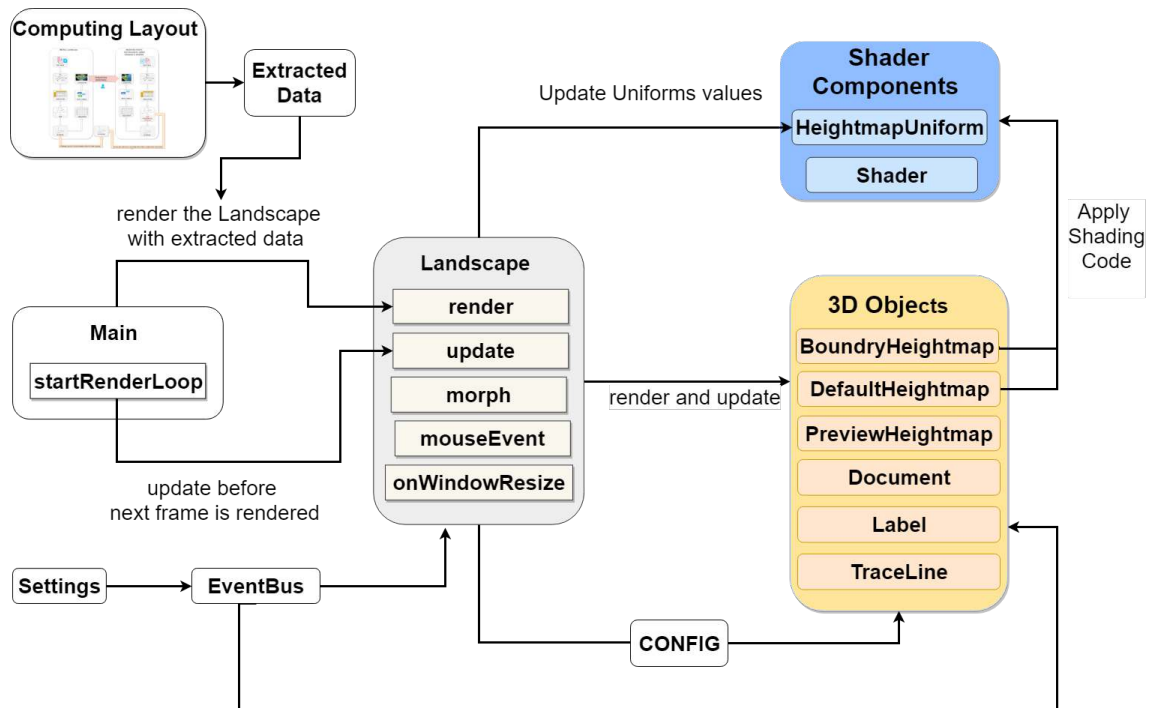 Computing Layout
Extracted
Data
render the Landscape
with extracted data
Main
startRenderLoop
update before
next frame is rendered
Settings
EventBus
Landscape
render
update
morph
mouseEvent
onWindowResize
Update Uniforms values
render and update
CONFIG
Shader
Components
HeightmapUniform
Shader
Apply
Shading
Code
3D Objects
BoundryHeightmap
DefaultHeightmap
PreviewHeightmap
Document
Label
TraceLine